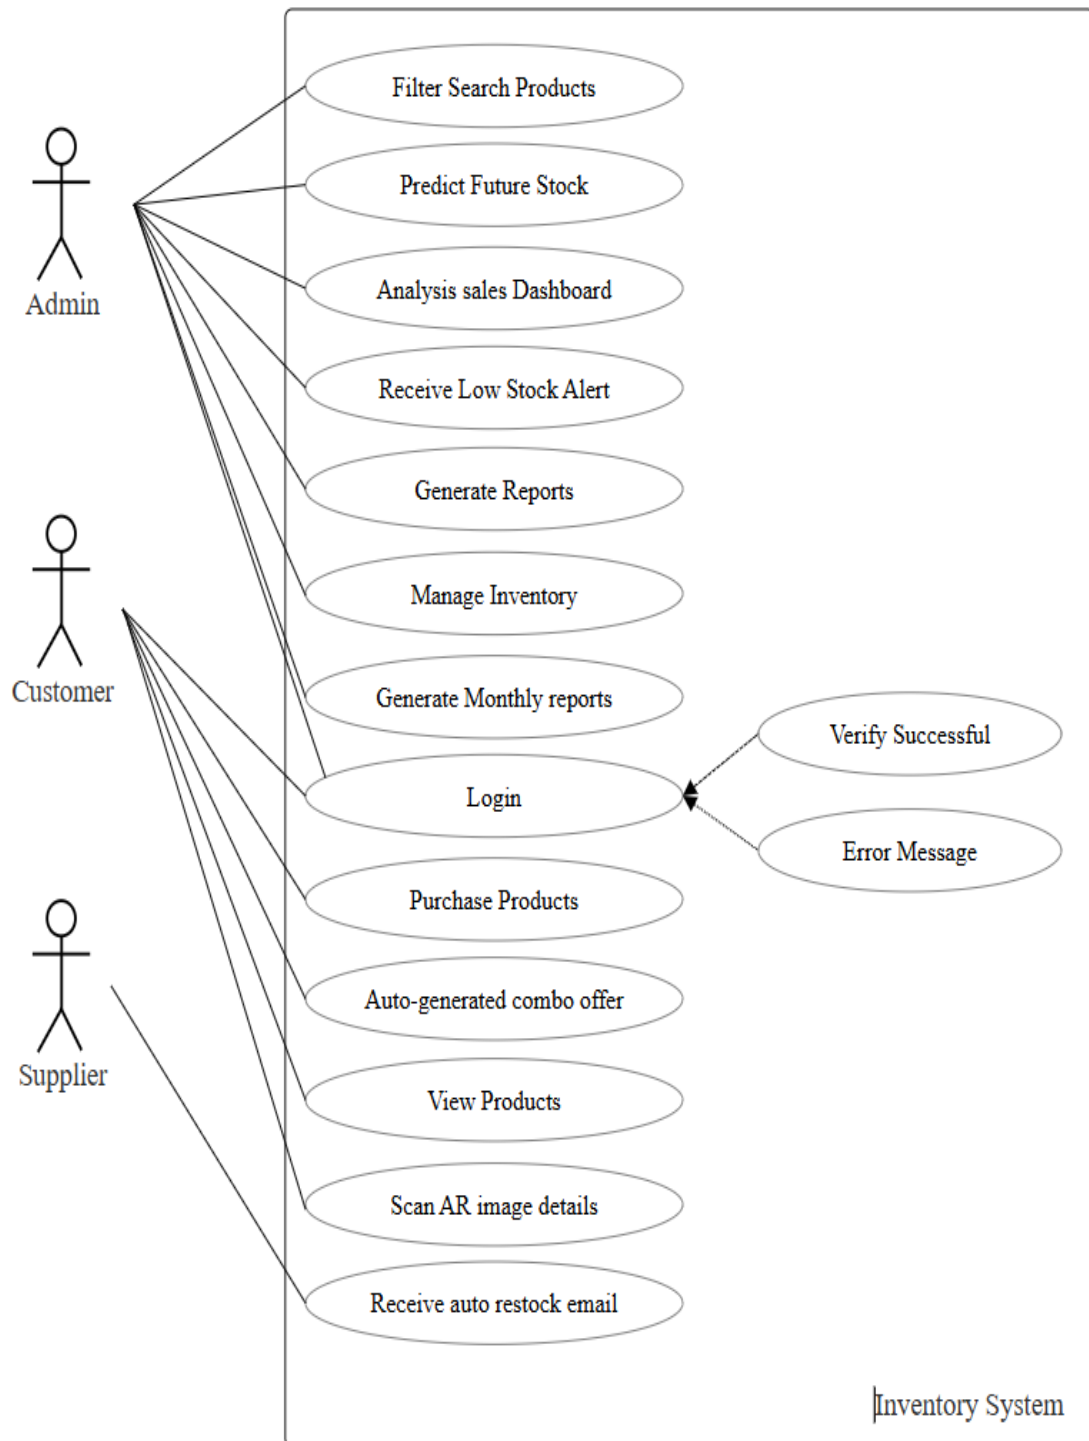 Filter Search Products
Predict Future Stock
Admin
Analysis sales Dashboard
Receive Low Stock Alert
Generate Reports
Manage Inventory
Customer
Generate Monthly reports
Verify Successful
Login
Error Message
Purchase Products
Auto-generated combo offer
Supplier
View Products
Scan AR image details
Receive auto restock email
Inventory System